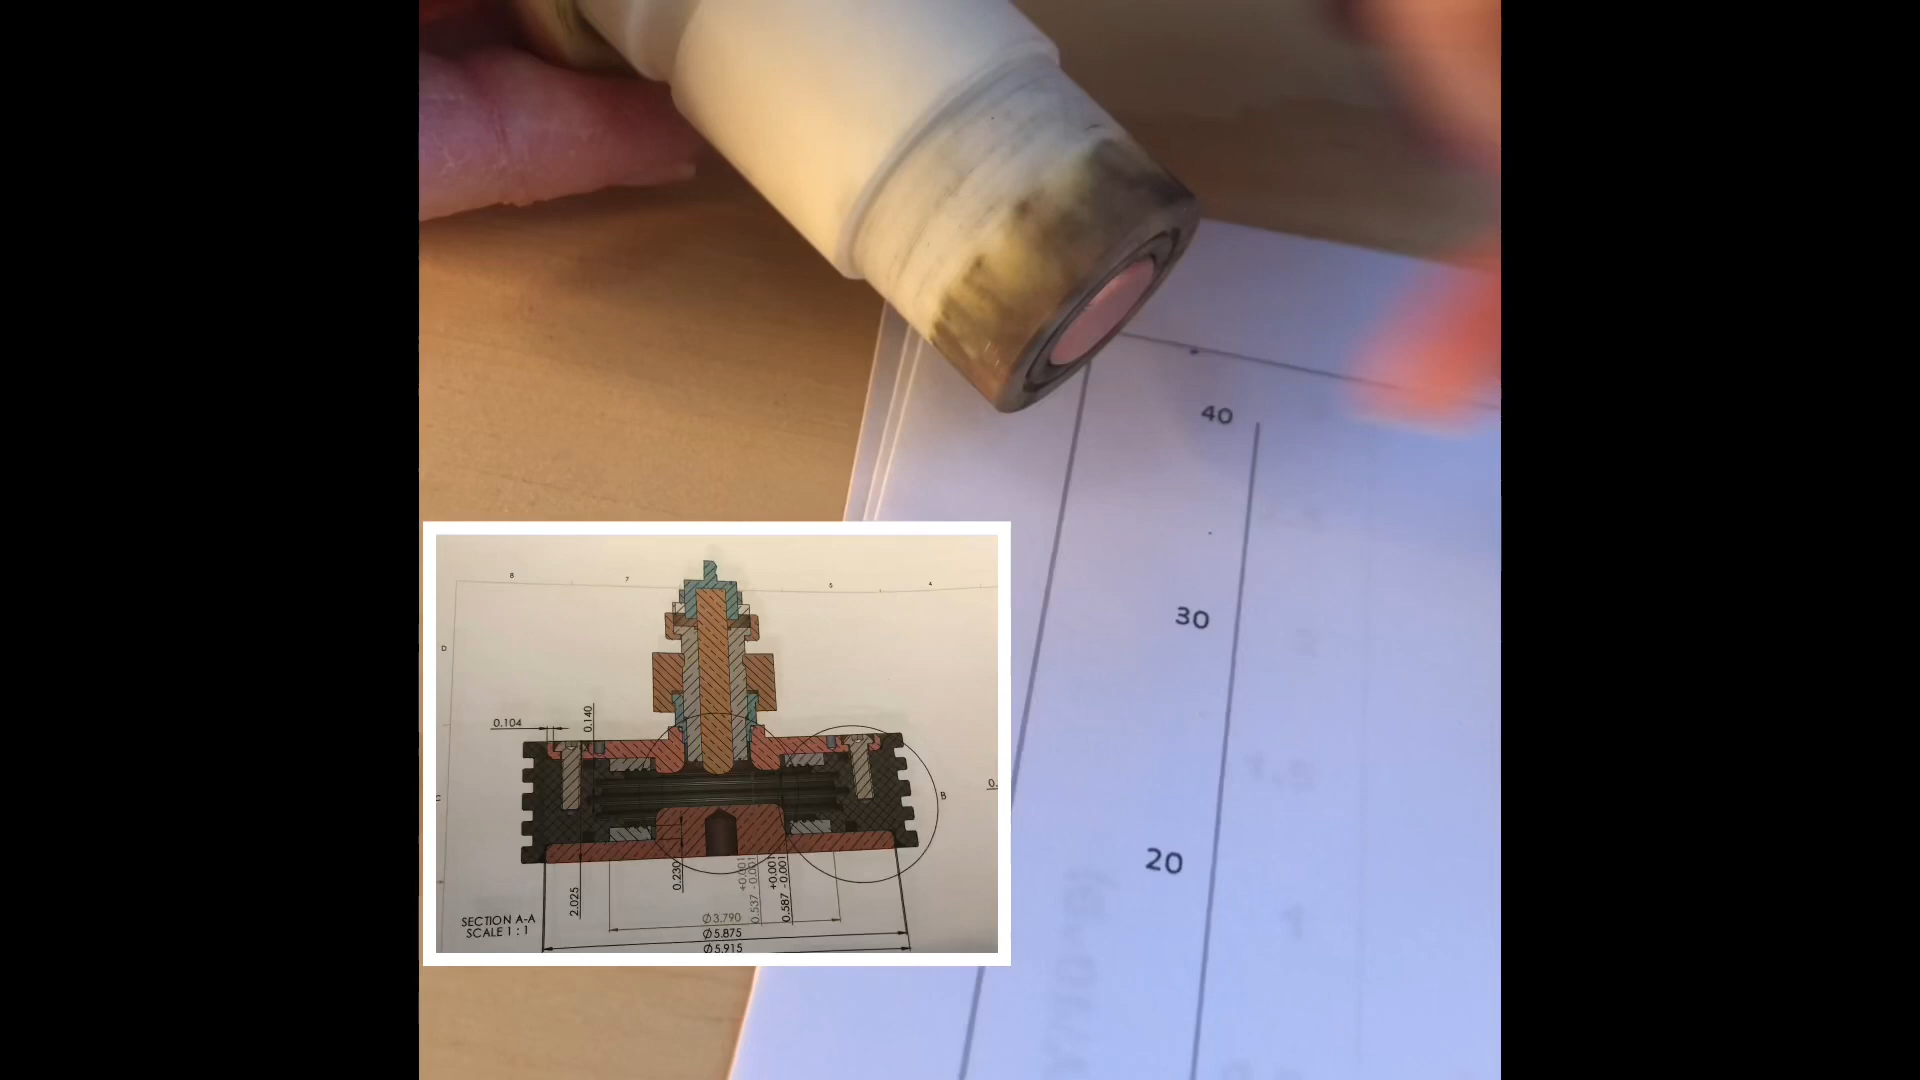 40
30
20
8 7 5 4
D
0.104
0.140
B
0.
C
2.025
0.230
0.537 +0.001 -0.001
0.587 +0.001 -0.001
SECTION A-A
SCALE 1 : 1
Ø3.790
Ø5.875
Ø5.915